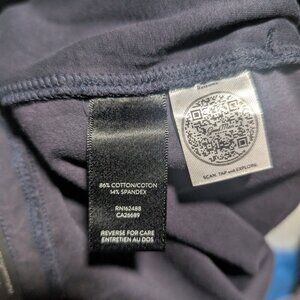 86% COTTON/COTON
14% SPANDEX
RN162488
CA26689
REVERSE FOR CARE
ENTRETIEN AU DOS
SCAN, TAP and EXPLORE.